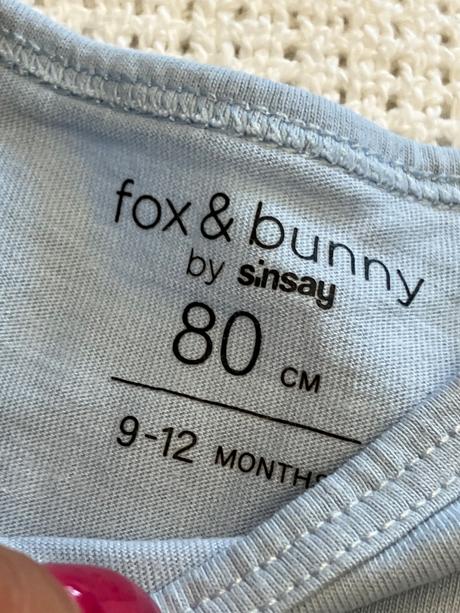 fox & bunny
by sinsay
80 CM
9-12 MONTHS